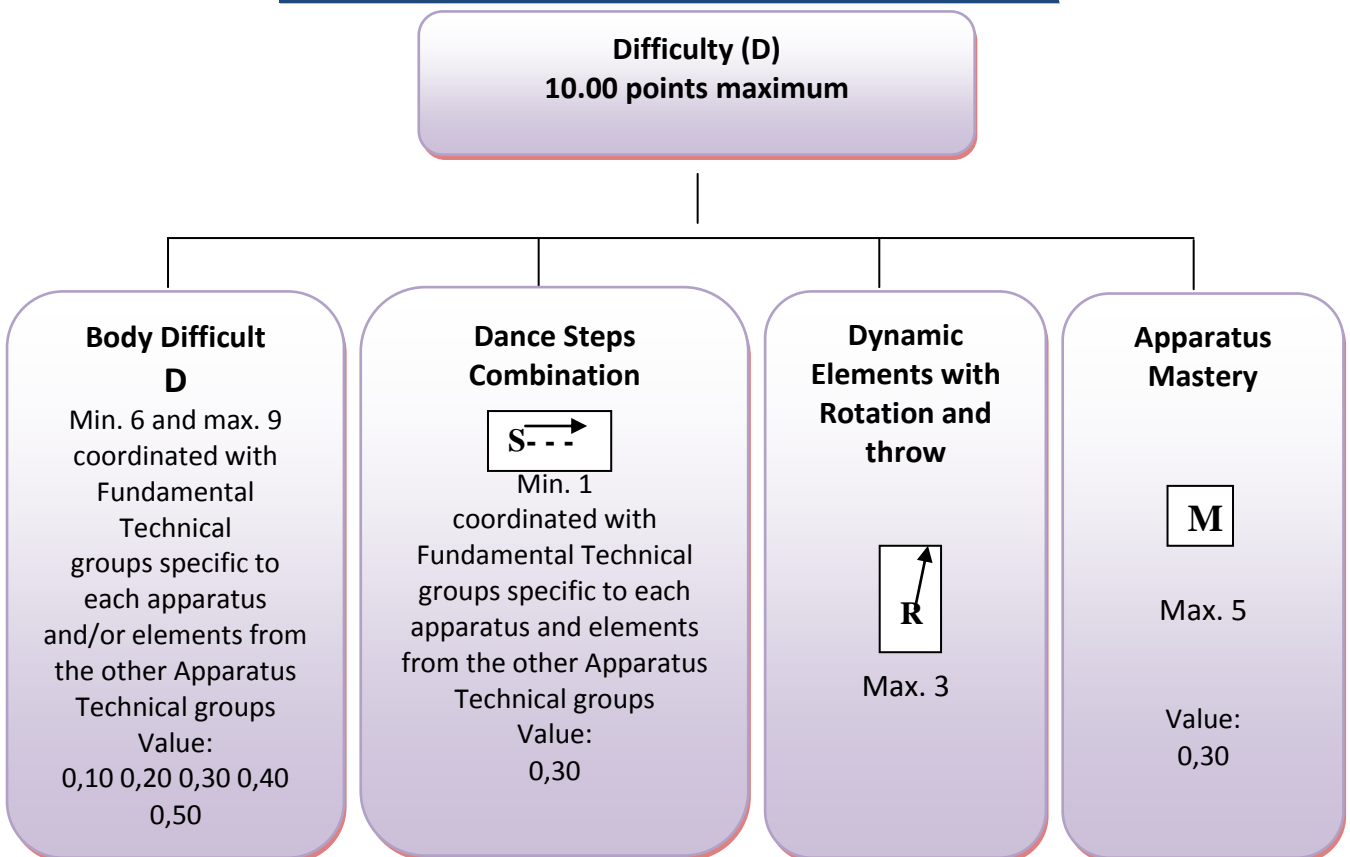 Difficulty (D)
10.00 points maximum
Body Difficult
D
Min. 6 and max. 9
coordinated with
Fundamental
Technical
groups specific to
each apparatus
and/or elements from
the other Apparatus
Technical groups
Value:
0,10 0,20 0,30 0,40
0,50
Dance Steps
Combination
S- - -
Min. 1
coordinated with
Fundamental Technical
groups specific to each
apparatus and elements
from the other Apparatus
Technical groups
Value:
0,30
Dynamic
Elements with
Rotation and
throw
R
Max. 3
Apparatus
Mastery
M
Max. 5
Value:
0,30